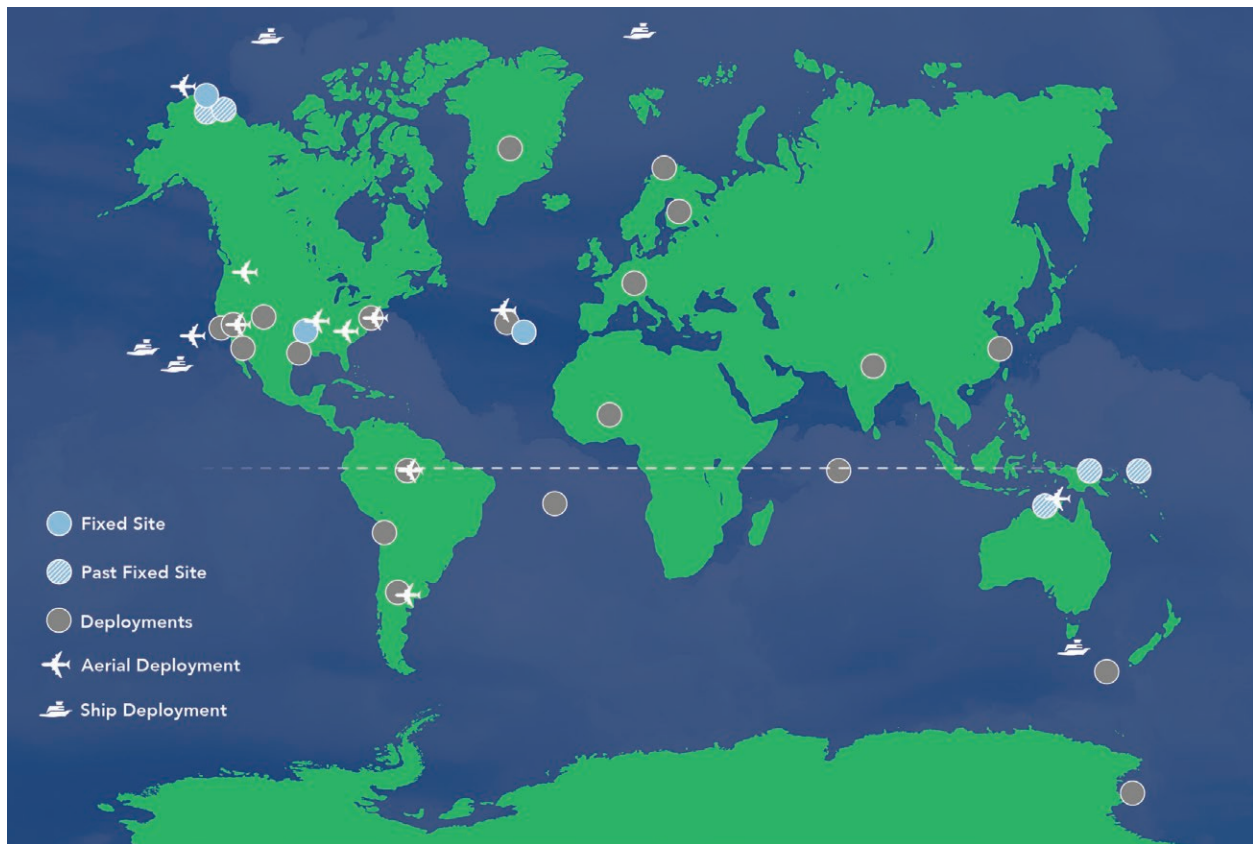 Fixed Site
Past Fixed Site
Deployments
Aerial Deployment
Ship Deployment